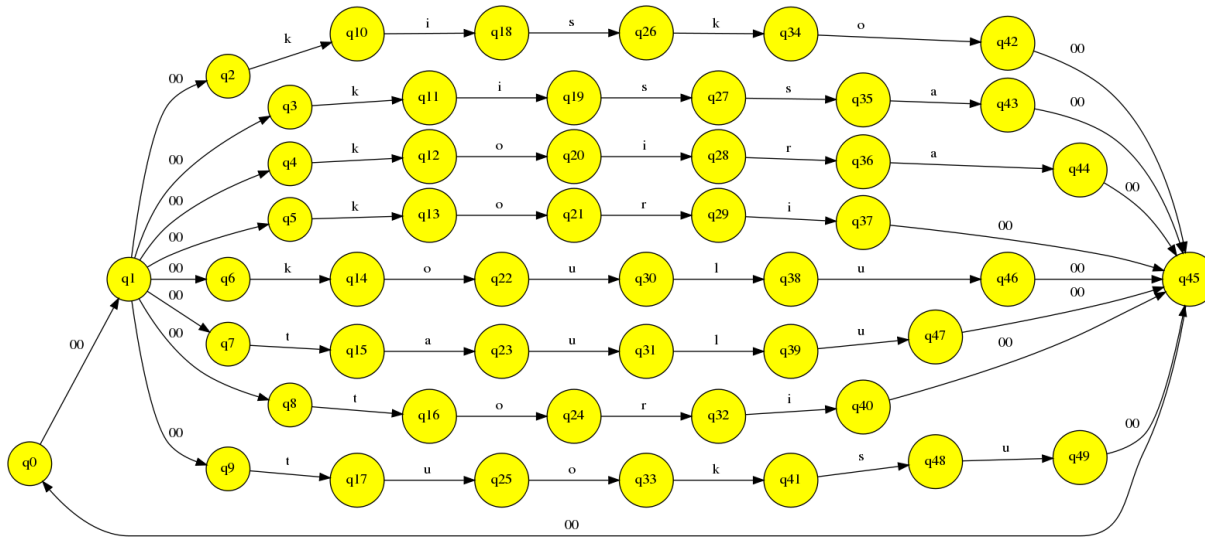 q0 00 q1
00 q2 k q10 i q18 s q26 k q34 o q42 00
00 q3 k q11 i q19 s q27 s q35 a q43 00
00 q4 k q12 o q20 i q28 r q36 a q44 00
00 q5 k q13 o q21 r q29 i q37 00
00 q6 k q14 o q22 u q30 l q38 u q46 00 q45
00 q7 t q15 a q23 u q31 l q39 u q47 00
00 q8 t q16 o q24 r q32 i q40 00
00 q9 t q17 u q25 o q33 k q41 s q48 u q49 00
00